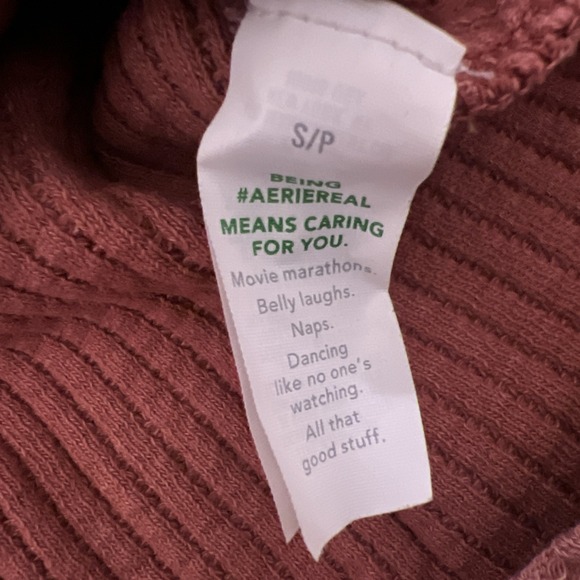 S/P
BEING
#AERIEREAL
MEANS CARING
FOR YOU.
Movie marathons.
Belly laughs.
Naps.
Dancing
like no one's
watching.
All that
good stuff.